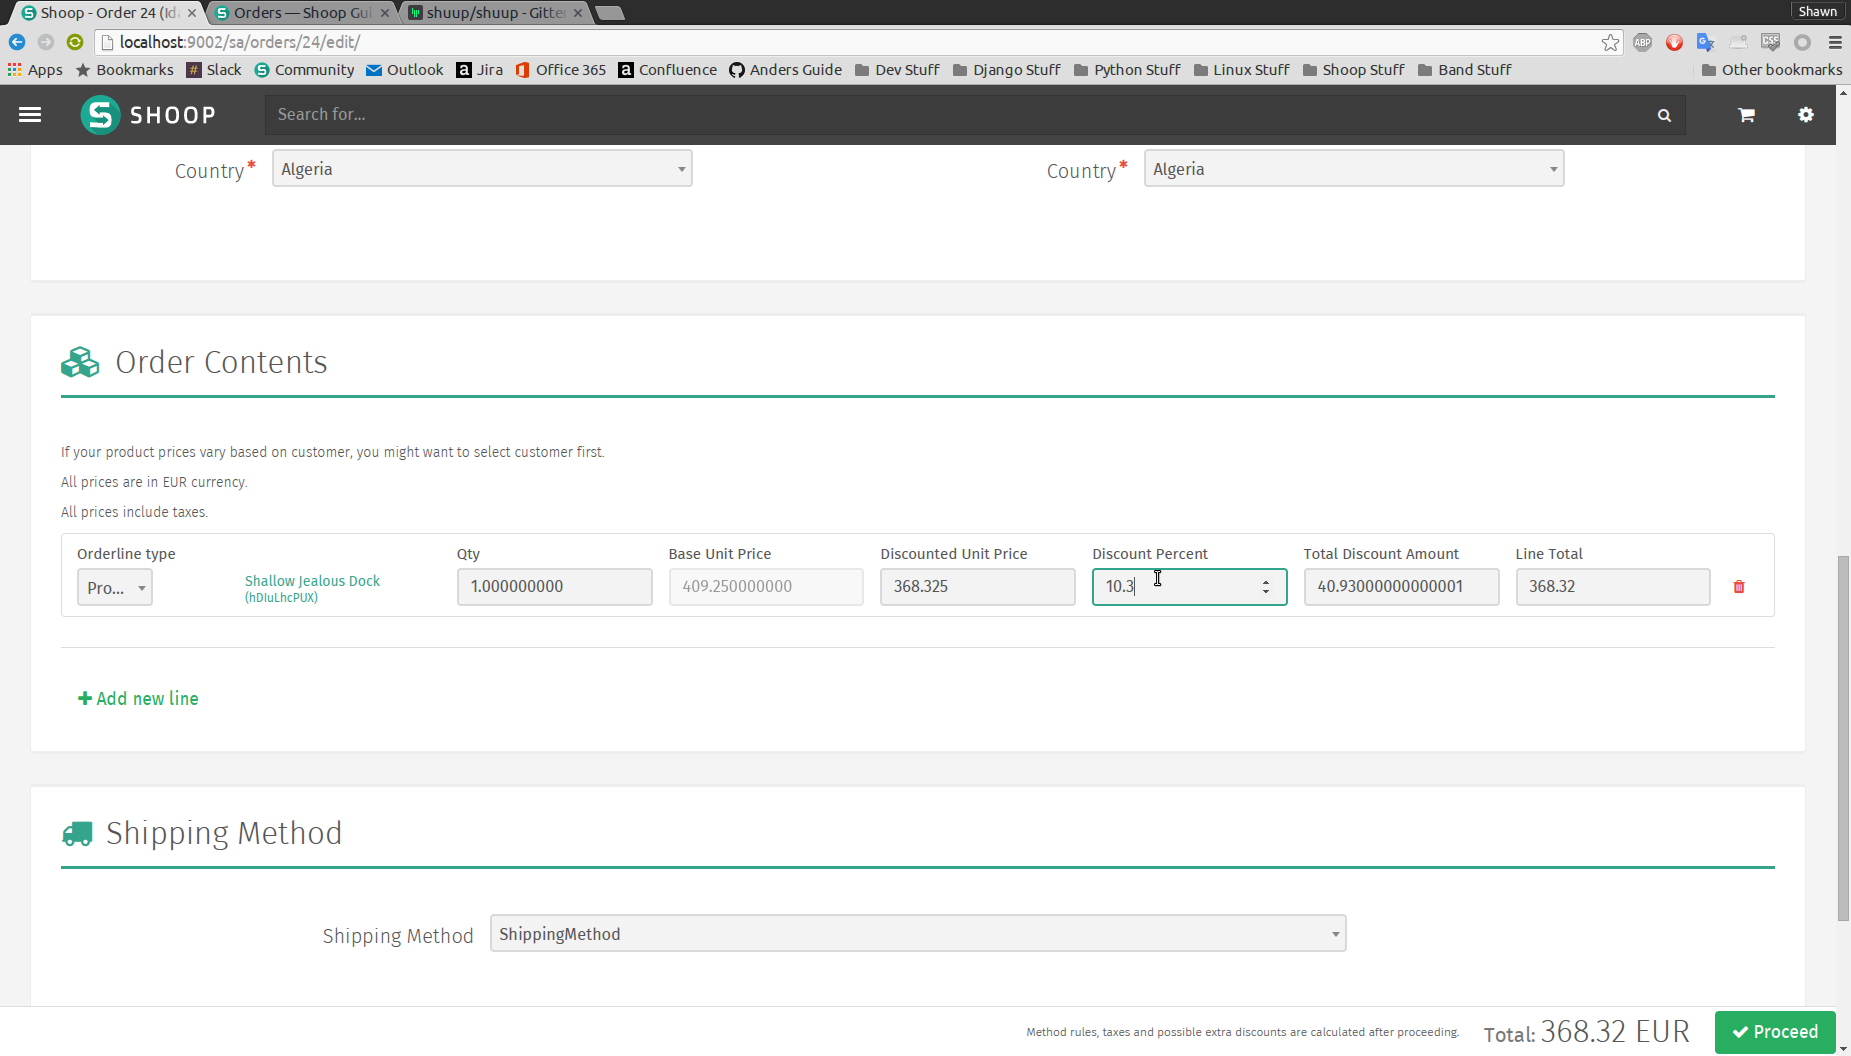 Shoop - Order 24 (Id
Orders — Shoop Gui
shuup/shuup - Gitte
Shawn
localhost:9002/sa/orders/24/edit/
ABP
CSS
Apps
Bookmarks
Slack
Community
Outlook
Jira
Office 365
Confluence
Anders Guide
Dev Stuff
Django Stuff
Python Stuff
Linux Stuff
Shoop Stuff
Band Stuff
Other bookmarks
SHOOP
Search for...
Country*
Algeria
Country*
Algeria
Order Contents
If your product prices vary based on customer, you might want to select customer first.
All prices are in EUR currency.
All prices include taxes.
Orderline type
Qty
Base Unit Price
Discounted Unit Price
Discount Percent
Total Discount Amount
Line Total
Pro...
Shallow Jealous Dock
(hDIuLhcPUX)
1.000000000
409.250000000
368.325
10.3
40.93000000000001
368.32
Add new line
Shipping Method
Shipping Method
ShippingMethod
Method rules, taxes and possible extra discounts are calculated after proceeding.
Total: 368.32 EUR
Proceed